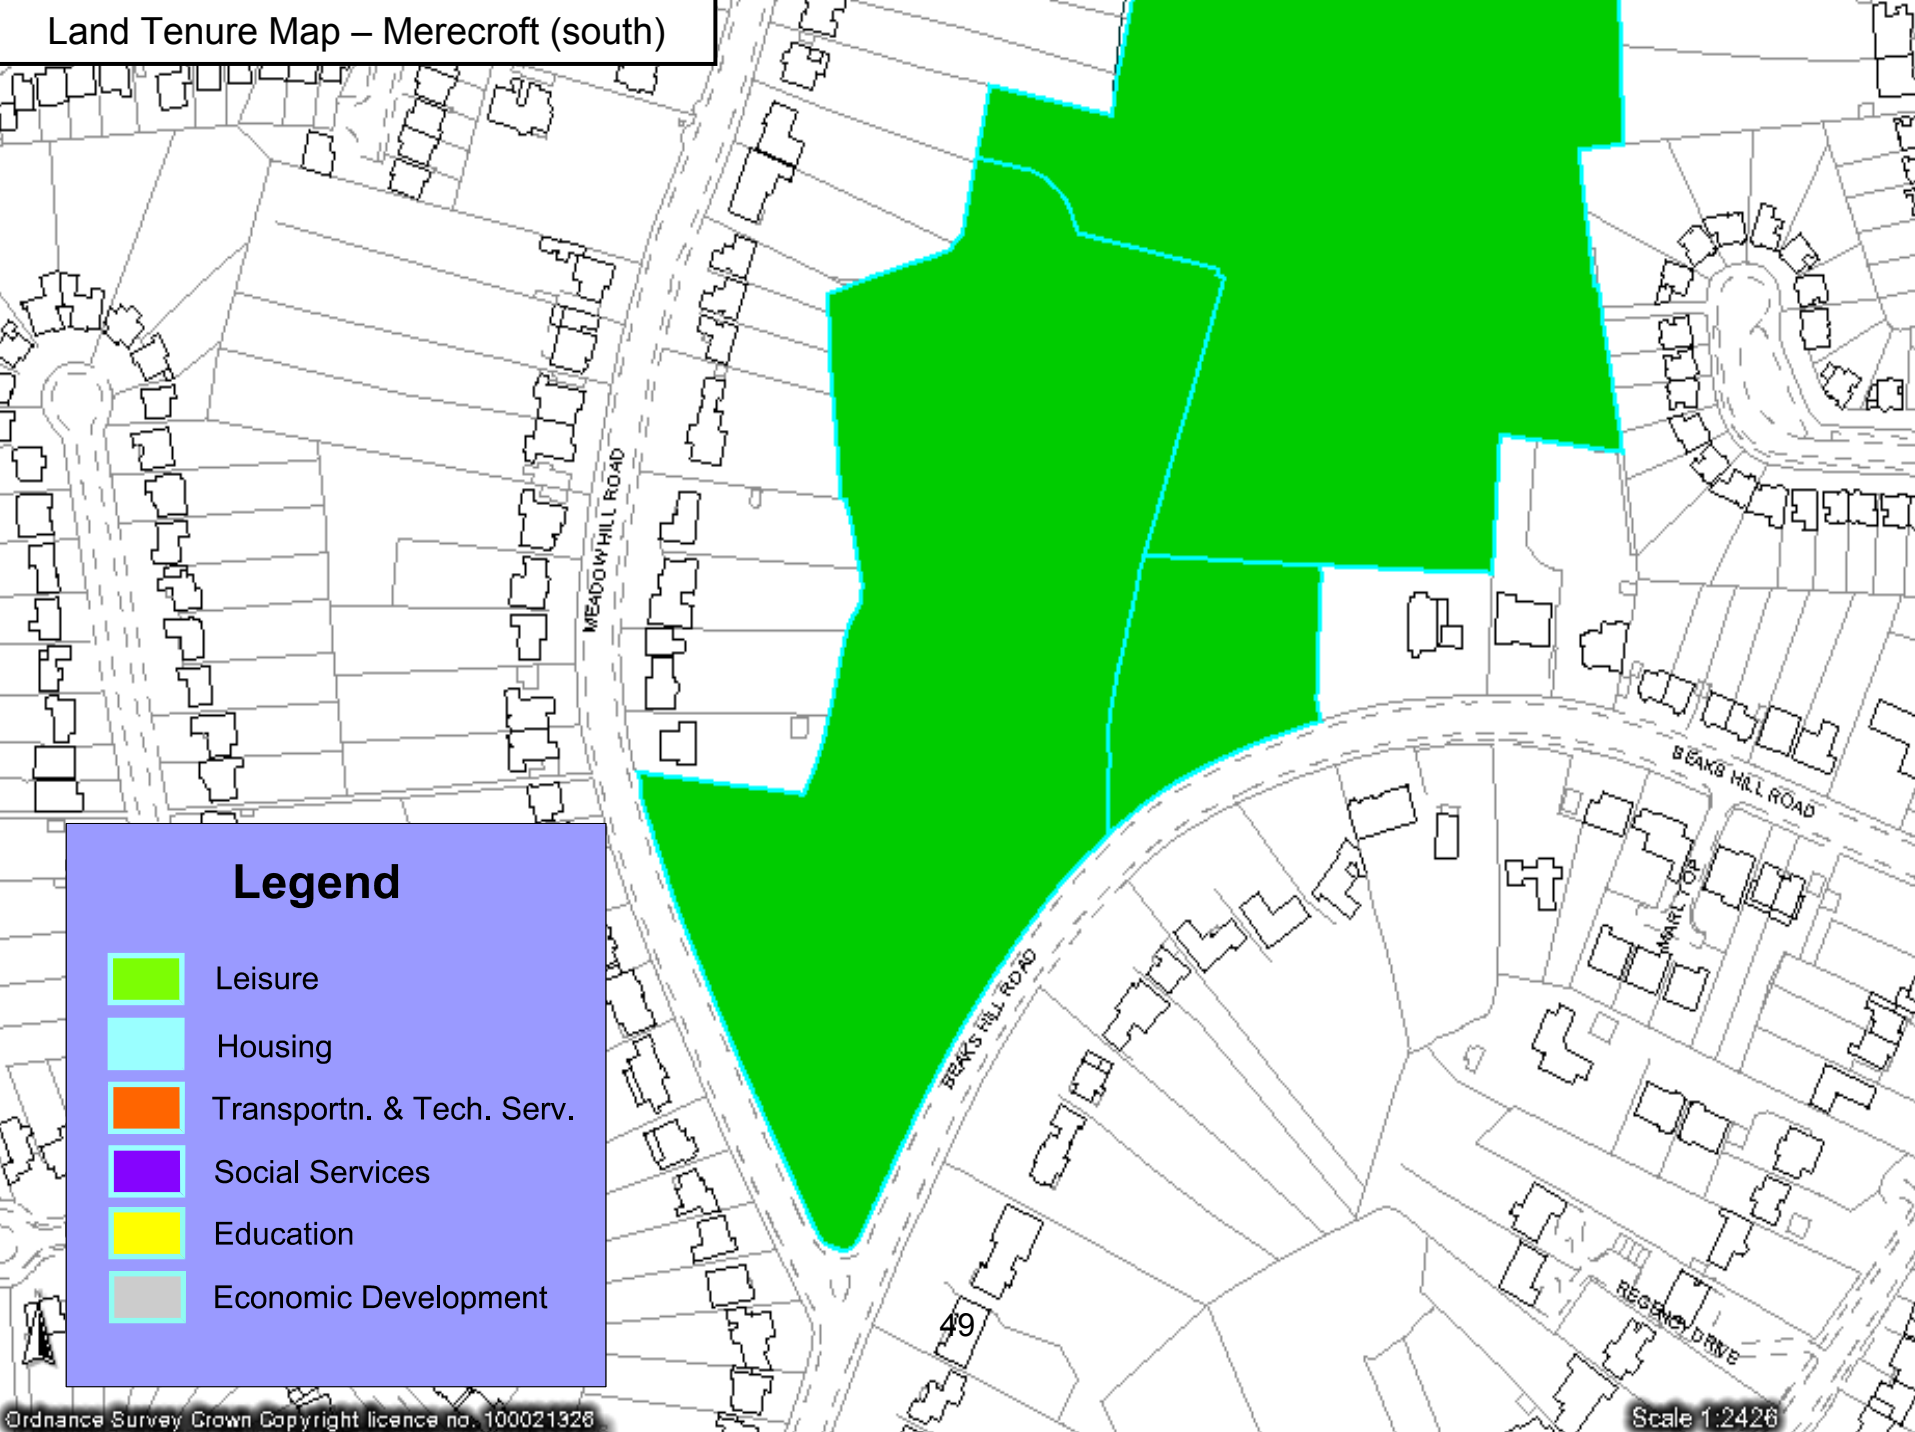 Land Tenure Map – Merecroft (south)
MEADOW HILL ROAD
BEAKS HILL ROAD
MARL TOP
BEAKS HILL ROAD
Legend
Leisure
Housing
Transportn. & Tech. Serv.
Social Services
Education
Economic Development
N
REGENCY DRIVE
49
Ordnance Survey Crown Copyright licence no. 100021326
Scale 1:2426